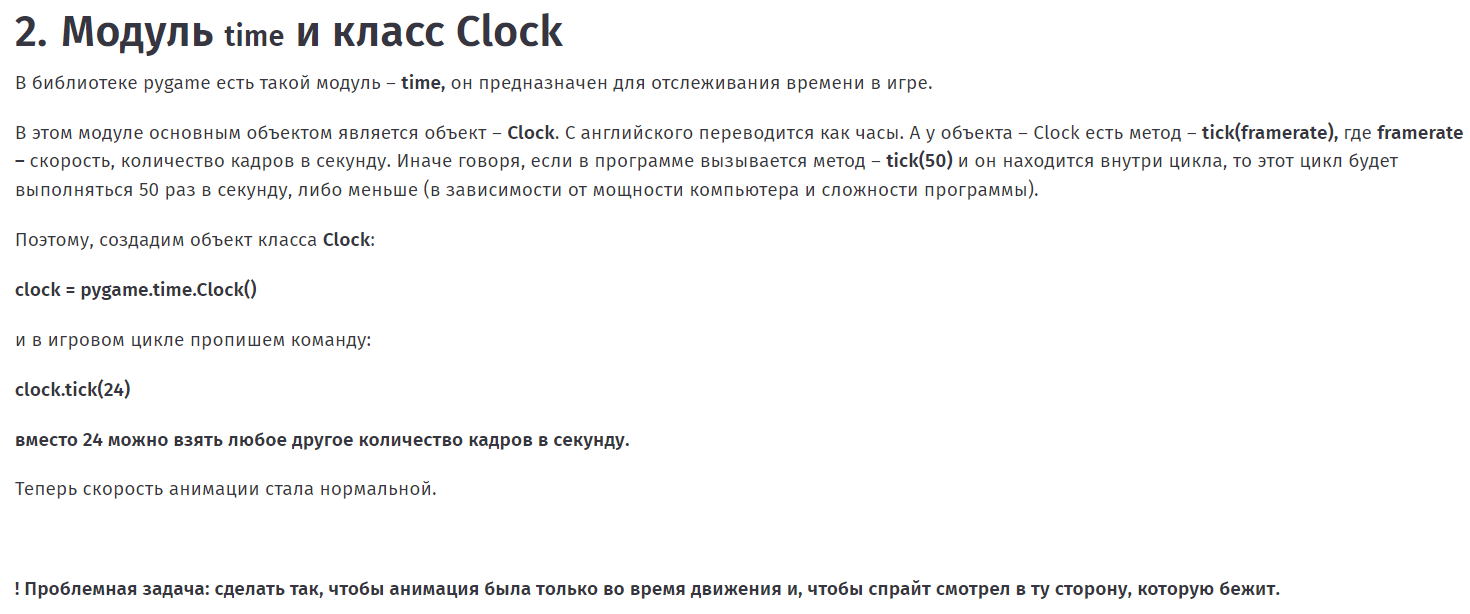 2. Модуль time и класс Clock
В библиотеке pygame есть такой модуль – time, он предназначен для отслеживания времени в игре.
В этом модуле основным объектом является объект – Clock. С английского переводится как часы. А у объекта – Clock есть метод – tick(framerate), где framerate
– скорость, количество кадров в секунду. Иначе говоря, если в программе вызывается метод – tick(50) и он находится внутри цикла, то этот цикл будет
выполняться 50 раз в секунду, либо меньше (в зависимости от мощности компьютера и сложности программы).
Поэтому, создадим объект класса Clock:
clock = pygame.time.Clock()
и в игровом цикле пропишем команду:
clock.tick(24)
вместо 24 можно взять любое другое количество кадров в секунду.
Теперь скорость анимации стала нормальной.
! Проблемная задача: сделать так, чтобы анимация была только во время движения и, чтобы спрайт смотрел в ту сторону, которую бежит.